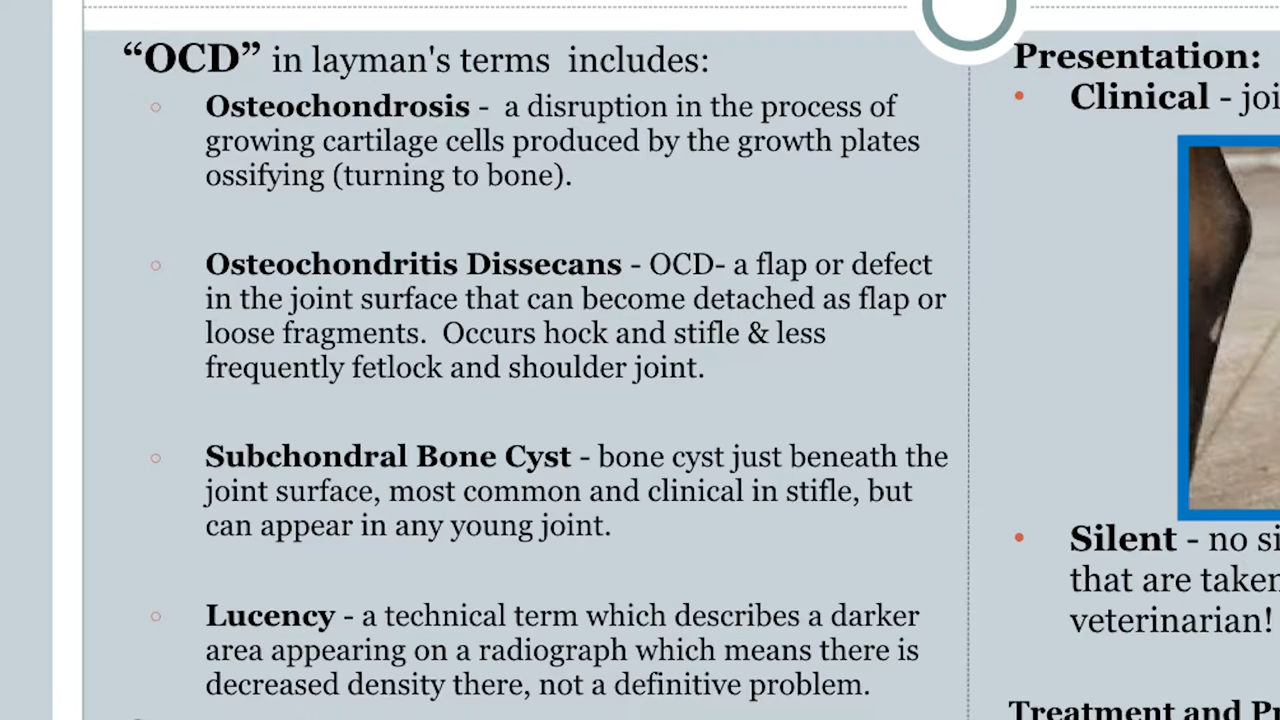 “OCD” in layman's terms  includes:
Osteochondrosis -  a disruption in the process of
growing cartilage cells produced by the growth plates
ossifying (turning to bone).
Osteochondritis Dissecans - OCD- a flap or defect
in the joint surface that can become detached as flap or
loose fragments.  Occurs hock and stifle & less
frequently fetlock and shoulder joint.
Subchondral Bone Cyst - bone cyst just beneath the
joint surface, most common and clinical in stifle, but
can appear in any young joint.
Lucency - a technical term which describes a darker
area appearing on a radiograph which means there is
decreased density there, not a definitive problem.
Presentation:
Clinical -
Silent - no
that are
veterinarian!
Treatment and